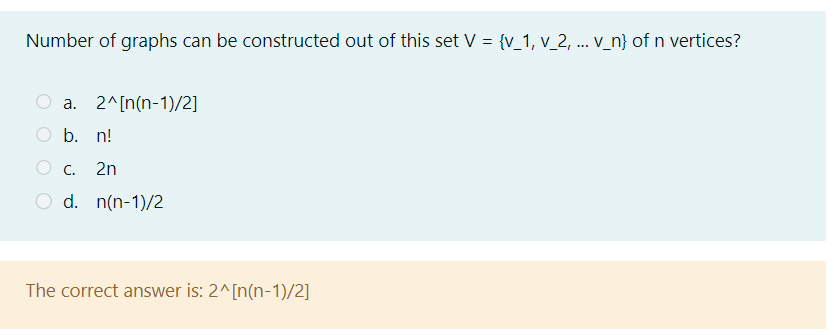 Number of graphs can be constructed out of this set V = {v_1, v_2, ... v_n} of n vertices?
a. 2^[n(n-1)/2]
b. n!
c. 2n
d. n(n-1)/2
The correct answer is: 2^[n(n-1)/2]